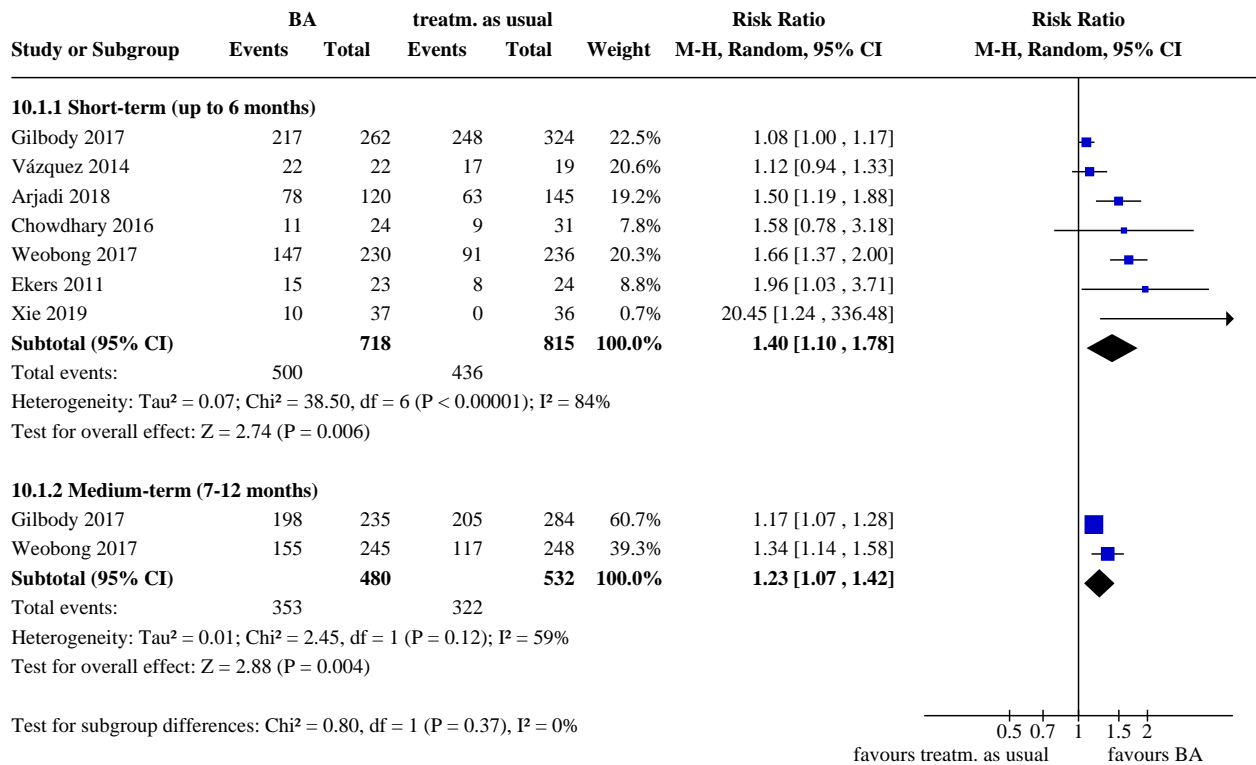 BA treatm. as usual Risk Ratio Risk Ratio
Study or Subgroup Events Total Events Total Weight M-H, Random, 95% CI M-H, Random, 95% CI
10.1.1 Short-term (up to 6 months)
Gilbody 2017 217 262 248 324 22.5% 1.08 [1.00 , 1.17]
Vázquez 2014 22 22 17 19 20.6% 1.12 [0.94 , 1.33]
Arjadi 2018 78 120 63 145 19.2% 1.50 [1.19 , 1.88]
Chowdhary 2016 11 24 9 31 7.8% 1.58 [0.78 , 3.18]
Weobong 2017 147 230 91 236 20.3% 1.66 [1.37 , 2.00]
Ekers 2011 15 23 8 24 8.8% 1.96 [1.03 , 3.71]
Xie 2019 10 37 0 36 0.7% 20.45 [1.24 , 336.48]
Subtotal (95% CI) 718 815 100.0% 1.40 [1.10 , 1.78]
Total events: 500 436
Heterogeneity: Tau² = 0.07; Chi² = 38.50, df = 6 (P < 0.00001); I² = 84%
Test for overall effect: Z = 2.74 (P = 0.006)
10.1.2 Medium-term (7-12 months)
Gilbody 2017 198 235 205 284 60.7% 1.17 [1.07 , 1.28]
Weobong 2017 155 245 117 248 39.3% 1.34 [1.14 , 1.58]
Subtotal (95% CI) 480 532 100.0% 1.23 [1.07 , 1.42]
Total events: 353 322
Heterogeneity: Tau² = 0.01; Chi² = 2.45, df = 1 (P = 0.12); I² = 59%
Test for overall effect: Z = 2.88 (P = 0.004)
Test for subgroup differences: Chi² = 0.80, df = 1 (P = 0.37), I² = 0%
0.5 0.7 1 1.5 2
favours treatm. as usual favours BA